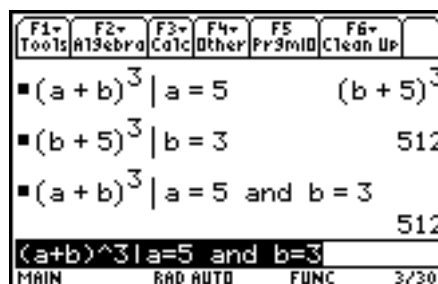 F1▾ Tools F2▾ Algebra F3▾ Calc F4▾ Other F5 PrgmIO F6▾ Clean Up
▪(a + b)³ | a = 5 (b + 5)³
▪(b + 5)³ | b = 3 512
▪(a + b)³ | a = 5 and b = 3
512
(a+b)^3|a=5 and b=3
MAIN RAD AUTO FUNC 3/30